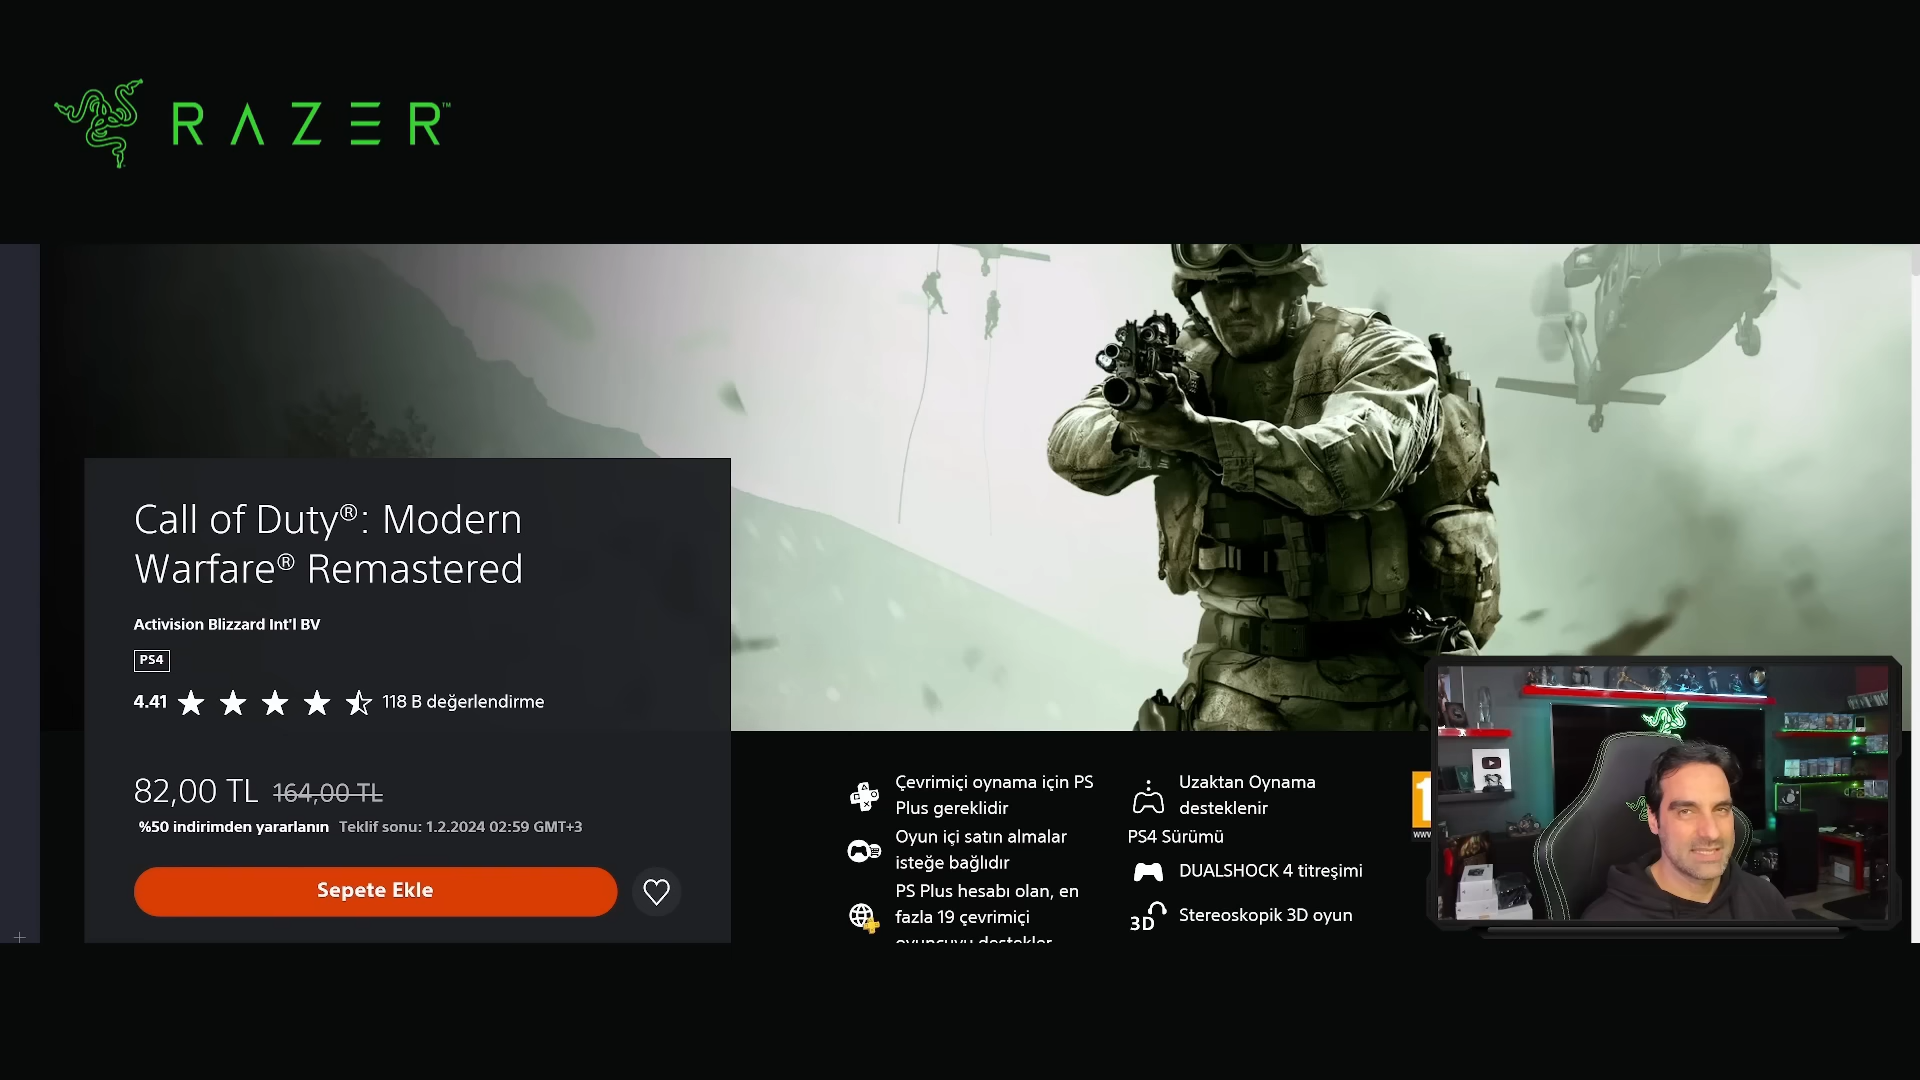 RAZER™
Call of Duty®: Modern
Warfare® Remastered
Activision Blizzard Int'l BV
PS4
4.41
118 B değerlendirme
82,00 TL 164,00 TL
%50 indirimden yararlanın Teklif sonu: 1.2.2024 02:59 GMT+3
Sepete Ekle
Çevrimiçi oynama için PS
Plus gereklidir
Oyun içi satın almalar
isteğe bağlıdır
PS Plus hesabı olan, en
fazla 19 çevrimiçi
oyuncuyu destekler
Uzaktan Oynama
desteklenir
PS4 Sürümü
DUALSHOCK 4 titreşimi
3D
Stereoskopik 3D oyun